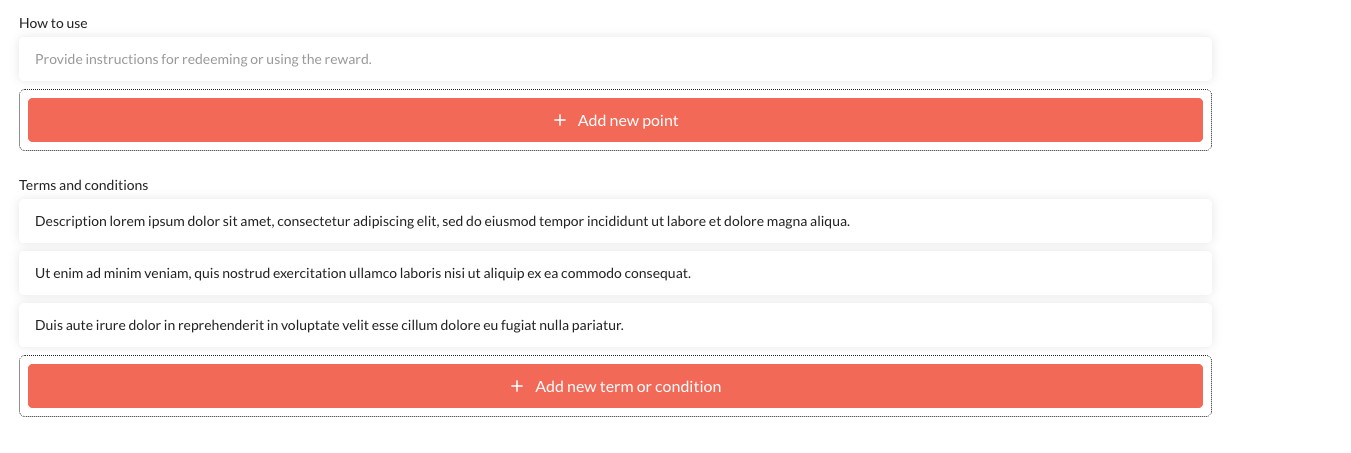 How to use
Provide instructions for redeeming or using the reward.
+ Add new point
Terms and conditions
Description lorem ipsum dolor sit amet, consectetur adipiscing elit, sed do eiusmod tempor incididunt ut labore et dolore magna aliqua.
Ut enim ad minim veniam, quis nostrud exercitation ullamco laboris nisi ut aliquip ex ea commodo consequat.
Duis aute irure dolor in reprehenderit in voluptate velit esse cillum dolore eu fugiat nulla pariatur.
+ Add new term or condition